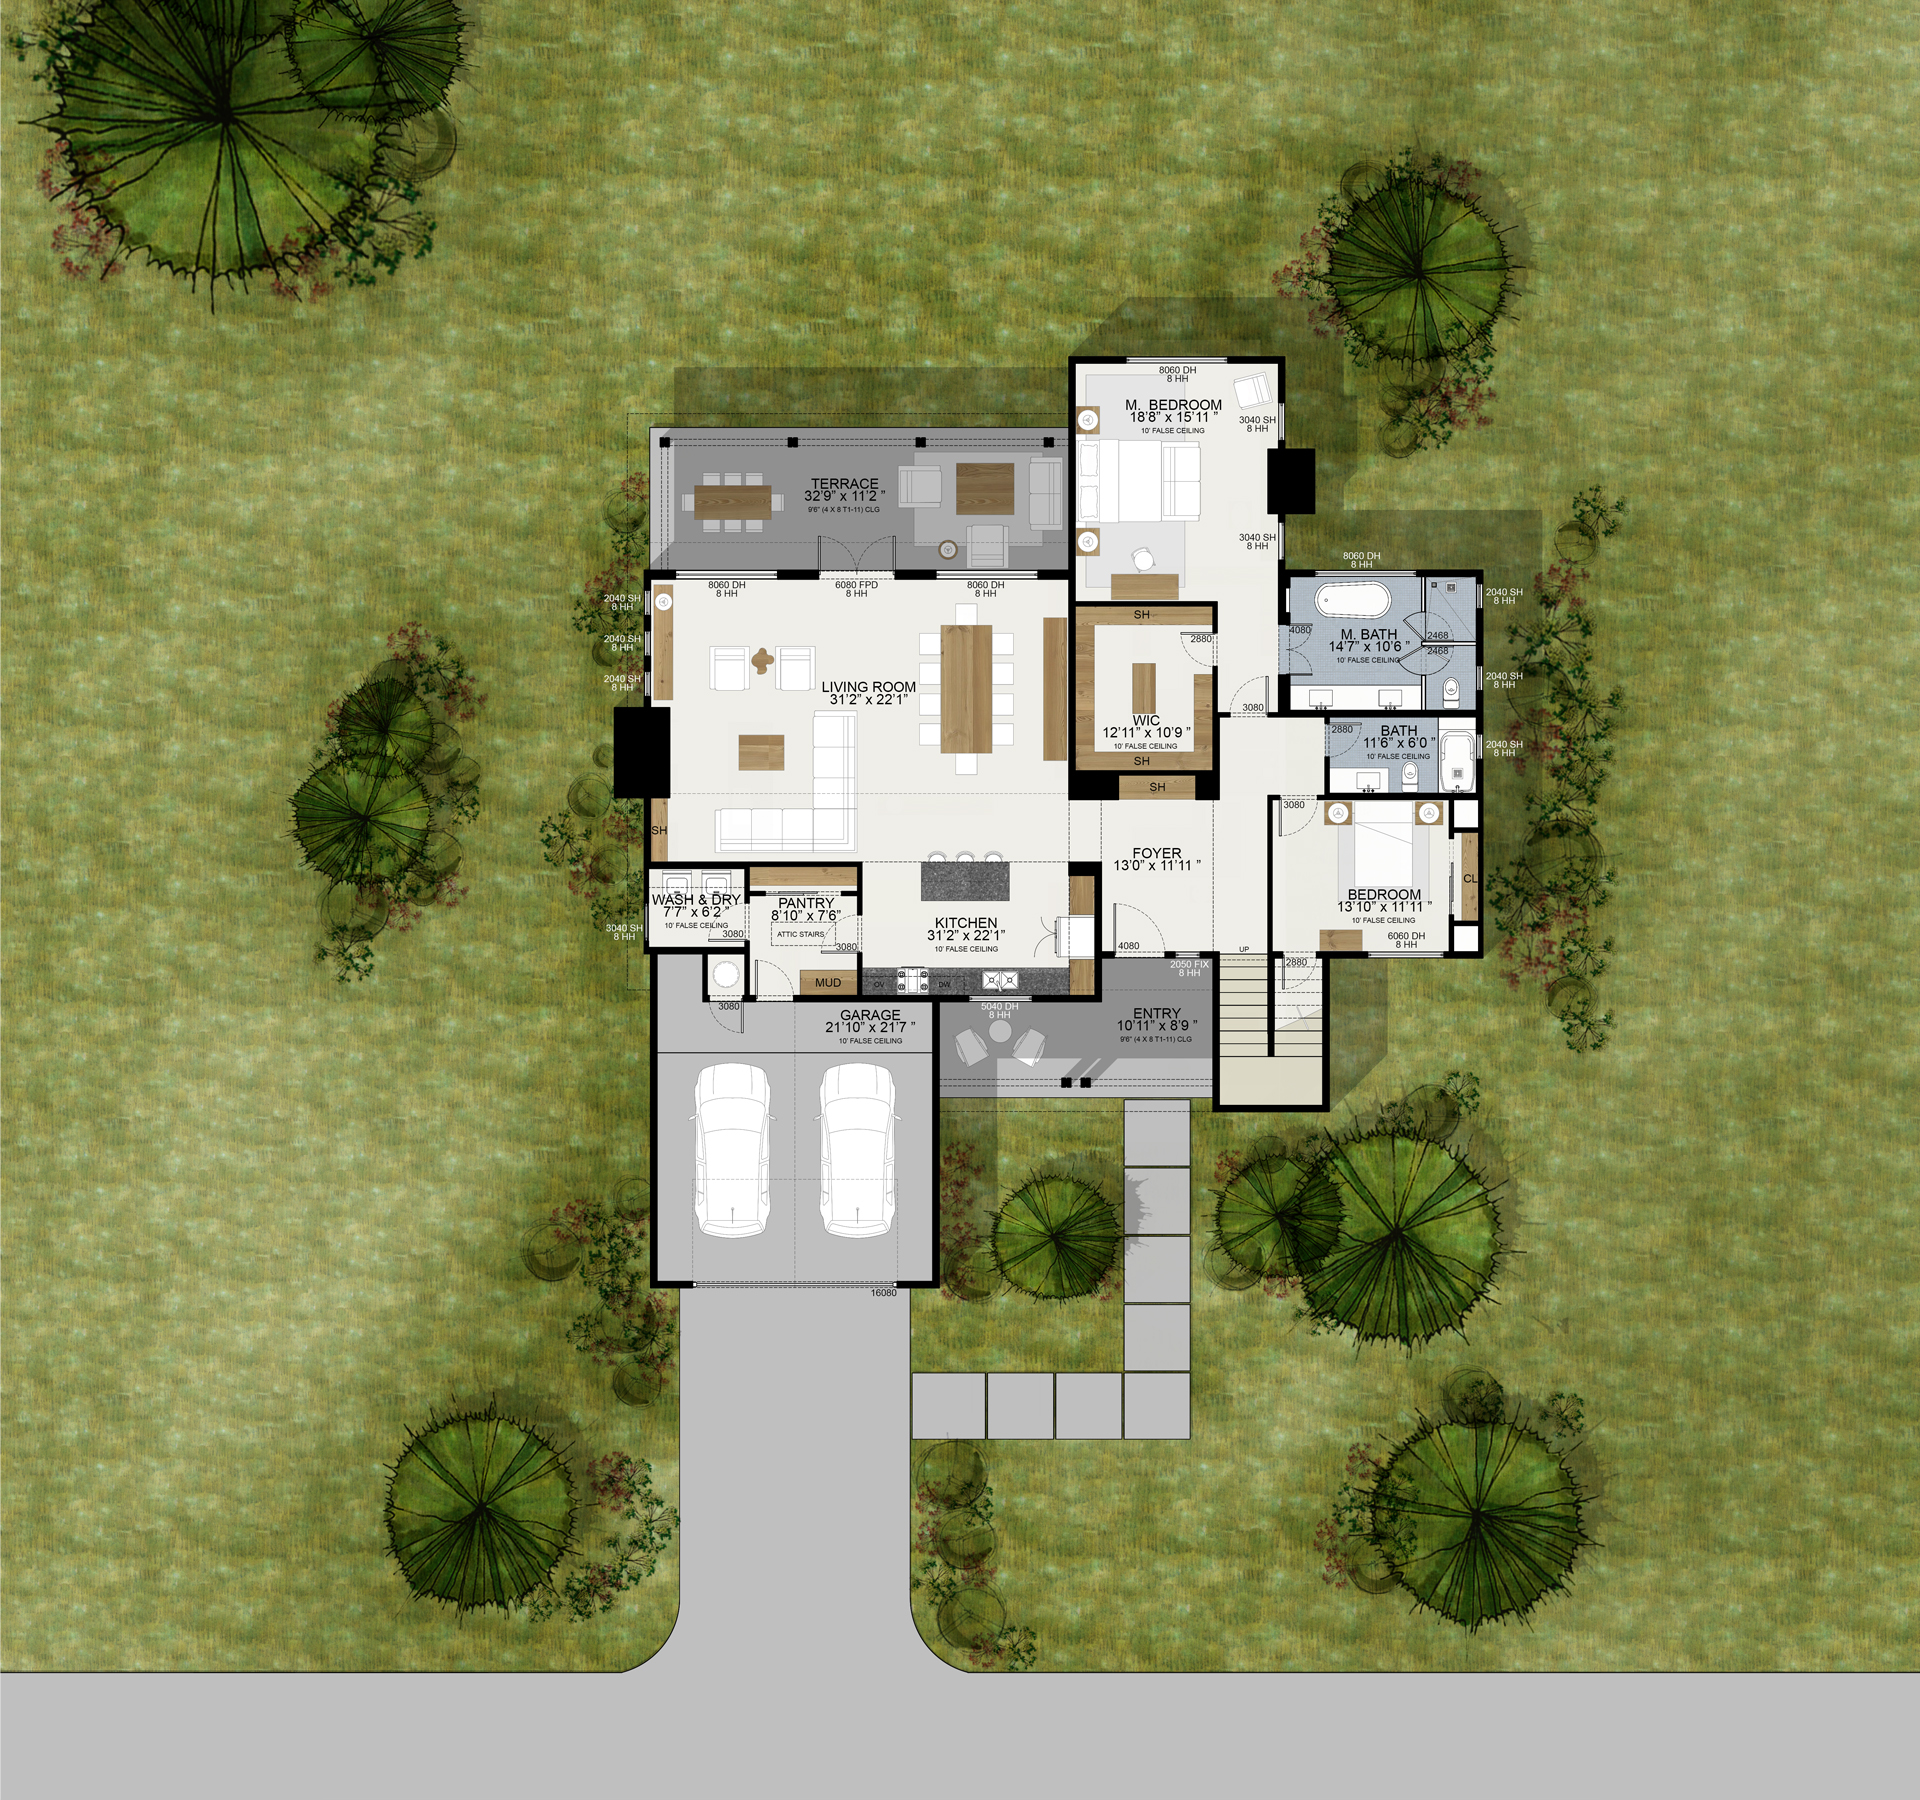 8060 DH
8 HH
M. BEDROOM
18'8" x 15'11 "
10' FALSE CEILING
3040 SH
8 HH
3040 SH
8 HH
TERRACE
32'9" x 11'2 "
9'6" (4 X 8 T1-11) CLG
8060 DH
8 HH
6080 FPD
8 HH
8060 DH
8 HH
8060 DH
8 HH
2040 SH
8 HH
2040 SH
8 HH
2040 SH
8 HH
LIVING ROOM
31'2" x 22'1"
SH
SH
2880
WIC
12'11" x 10'9 "
10' FALSE CEILING
SH
SH
3080
4080
M. BATH
14'7" x 10'6 "
10' FALSE CEILING
2468
2468
2040 SH
8 HH
2040 SH
8 HH
2880
BATH
11'6" x 6'0 "
10' FALSE CEILING
2040 SH
8 HH
3080
FOYER
13'0" x 11'11 "
4080
BEDROOM
13'10" x 11'11 "
10' FALSE CEILING
CL
6060 DH
8 HH
2880
UP
WASH & DRY
7'7" x 6'2 "
10' FALSE CEILING
3080
3040 SH
8 HH
PANTRY
8'10" x 7'6"
ATTIC STAIRS
3080
MUD
KITCHEN
31'2" x 22'1"
10' FALSE CEILING
OV
DW
5040 DH
8 HH
2050 FIX
8 HH
ENTRY
10'11" x 8'9 "
9'6" (4 X 8 T1-11) CLG
3080
GARAGE
21'10" x 21'7 "
10' FALSE CEILING
16080